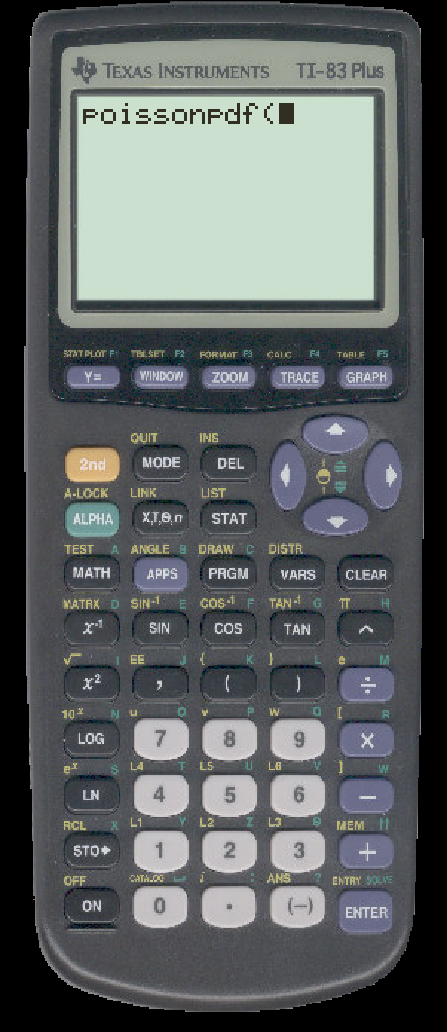 TEXAS INSTRUMENTS TI-83 Plus
poissonpdf(
STAT PLOT F1 TBLSET F2 FORMAT F3 CALC F4 TABLE F5
Y= WINDOW ZOOM TRACE GRAPH
QUIT INS
2nd MODE DEL
A-LOCK LINK LIST
ALPHA X,T,θ,n STAT
TEST A ANGLE B DRAW C DISTR
MATH APPS PRGM VARS CLEAR
MATRX D SIN⁻¹ E COS⁻¹ F TAN⁻¹ G π H
x⁻¹ SIN COS TAN ^
√ I EE J { K } L e M
x² , ( ) ÷
10ˣ N u O v P w Q [ R
LOG 7 8 9 ×
eˣ S L4 T L5 U L6 V ] W
LN 4 5 6 −
RCL X L1 Y L2 Z L3 θ MEM "
STO➔ 1 2 3 +
OFF CATALOG i : ANS ? ENTRY SOLVE
ON 0 . (−) ENTER